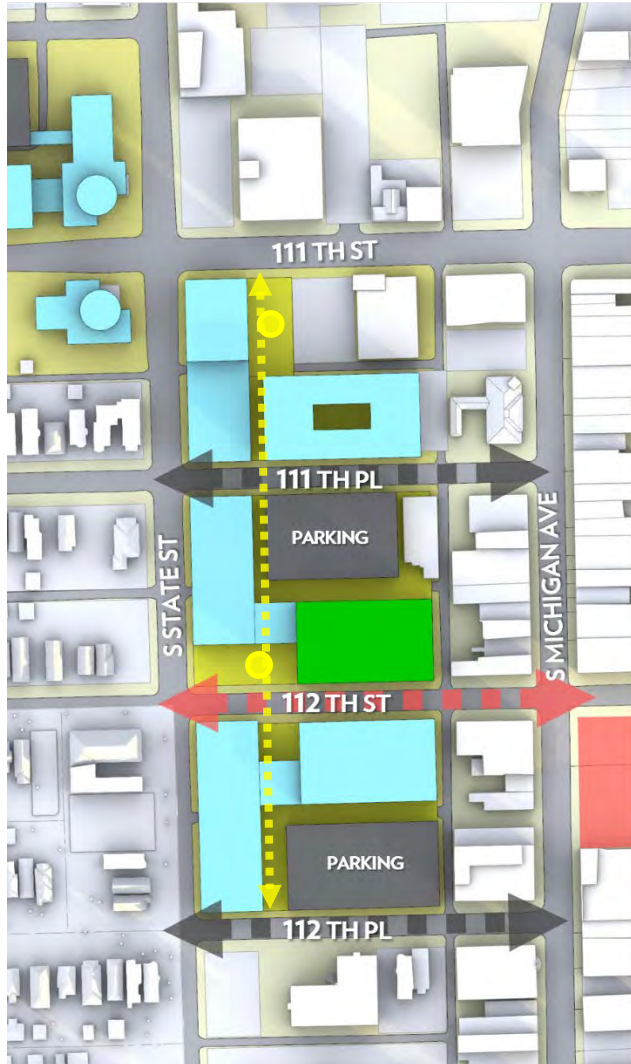 111 TH ST
111 TH PL
PARKING
S STATE ST
S MICHIGAN AVE
112 TH ST
PARKING
112 TH PL